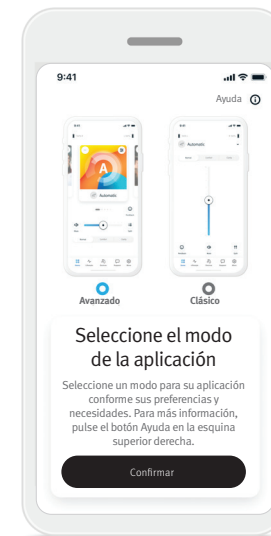 9:41
Ayuda
Automatic
Automatic
Avanzado
Clásico
Seleccione el modo
de la aplicación
Seleccione un modo para su aplicación
conforme sus preferencias y
necesidades. Para más información,
pulse el botón Ayuda en la esquina
superior derecha.
Confirmar